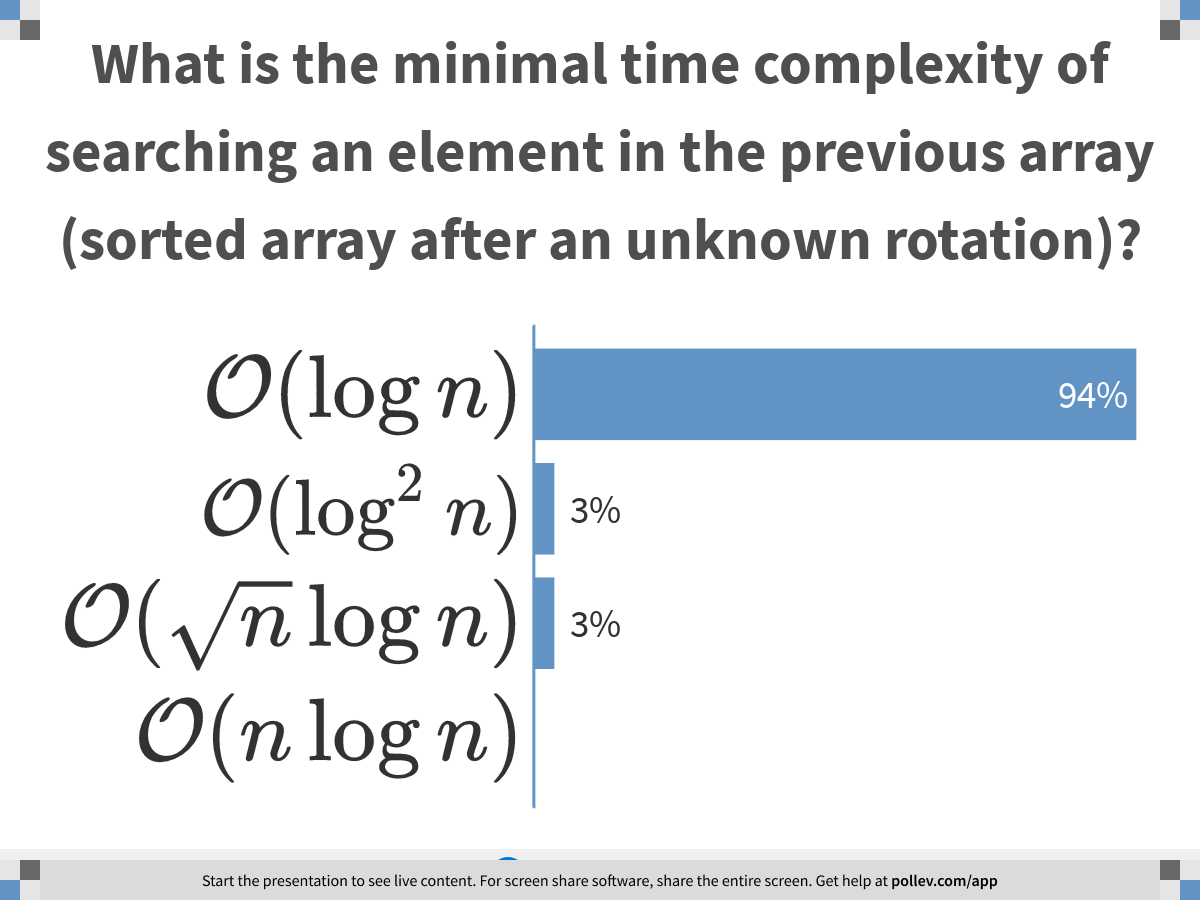 What is the minimal time complexity of
searching an element in the previous array
(sorted array after an unknown rotation)?
𝒪(log n) 94%
𝒪(log² n) 3%
𝒪(√n log n) 3%
𝒪(n log n)
Start the presentation to see live content. For screen share software, share the entire screen. Get help at pollev.com/app